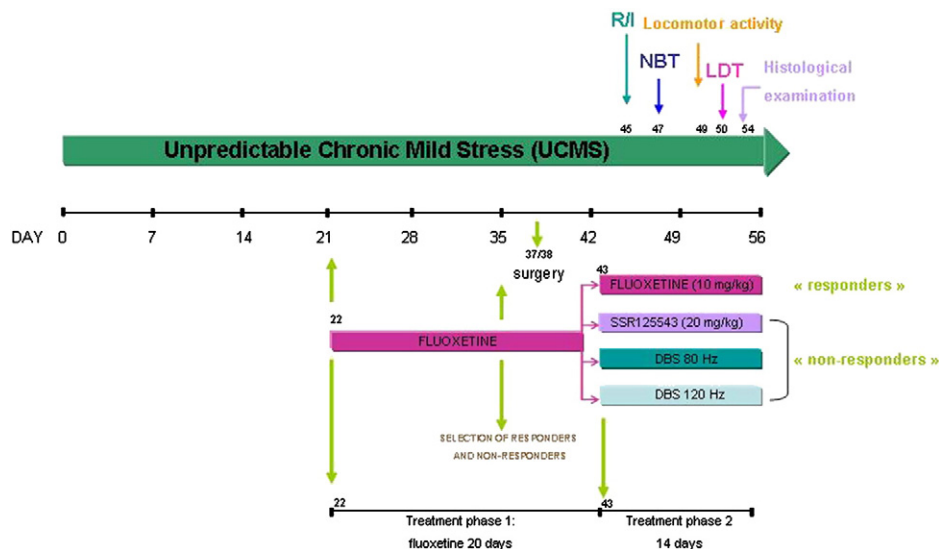 R/I
Locomotor activity
NBT
LDT
Histological
examination
45 47 49 50 54
Unpredictable Chronic Mild Stress (UCMS)
DAY 0 7 14 21 28 35 42 49 56
37/38
surgery
43
FLUOXETINE (10 mg/kg)
« responders »
22
SSR125543 (20 mg/kg)
FLUOXETINE
DBS 80 Hz
« non-responders »
DBS 120 Hz
SELECTION OF RESPONDERS
AND NON-RESPONDERS
22 43
Treatment phase 1:
fluoxetine 20 days
Treatment phase 2
14 days